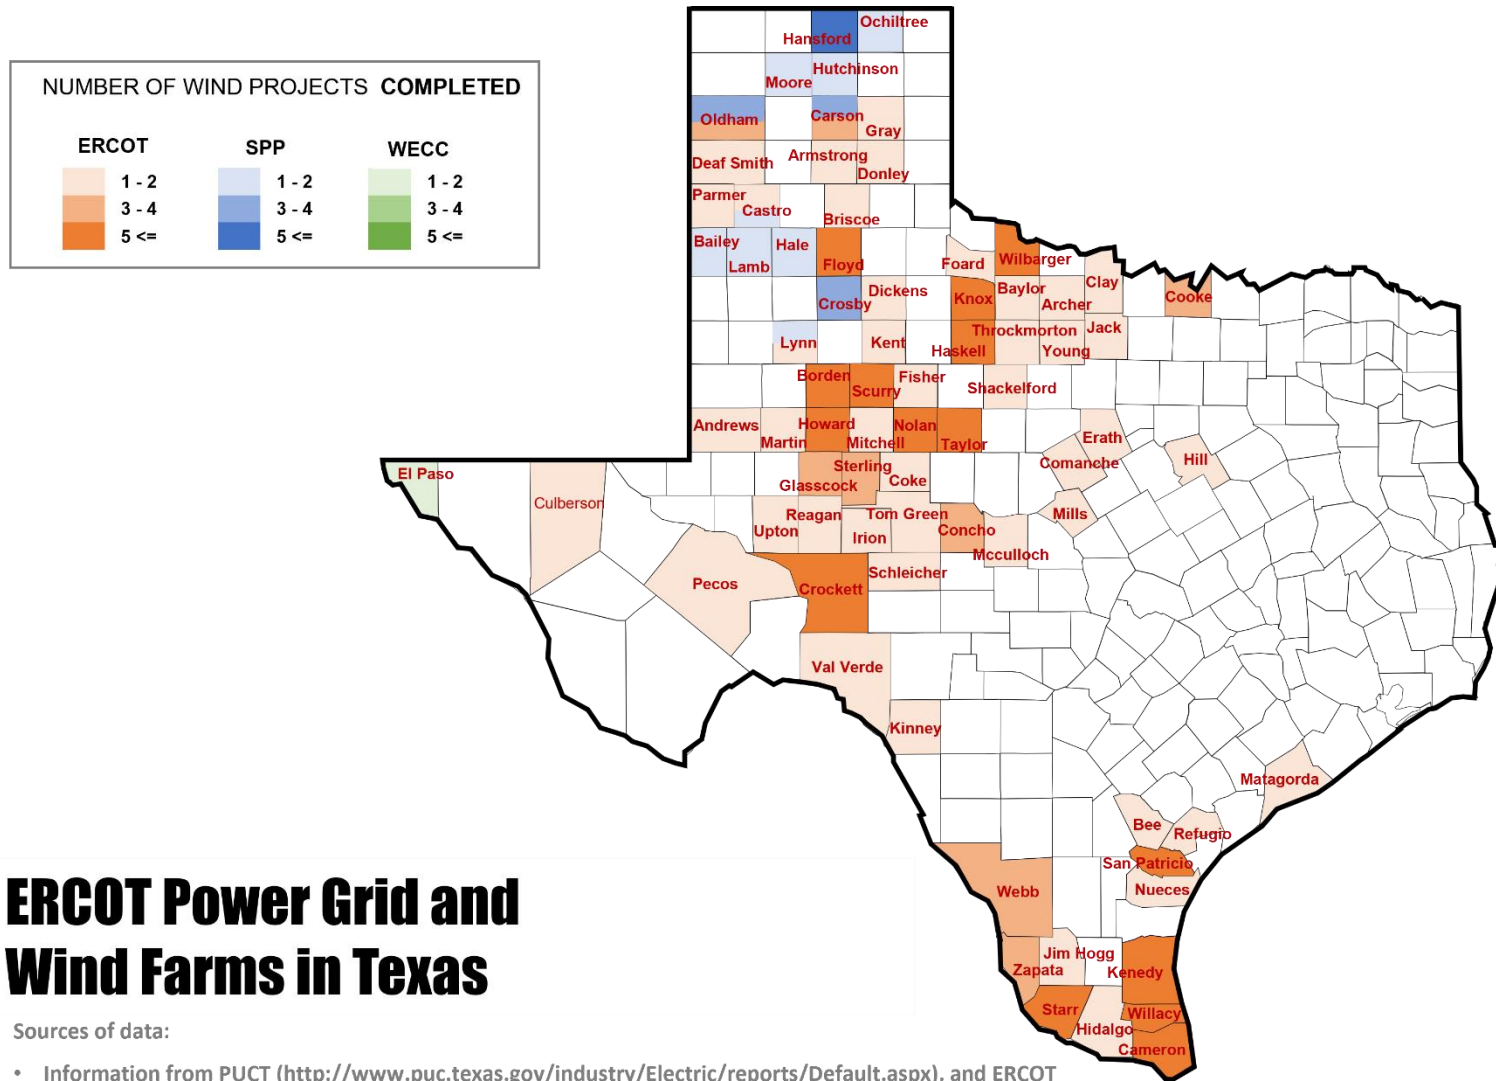 NUMBER OF WIND PROJECTS COMPLETED
ERCOT SPP WECC
1 - 2 1 - 2 1 - 2
3 - 4 3 - 4 3 - 4
5 <= 5 <= 5 <=
Ochiltree
Hansford
Hutchinson
Moore
Oldham
Carson
Gray
Deaf Smith
Armstrong
Donley
Parmer
Castro
Briscoe
Bailey
Hale
Lamb
Floyd
Foard
Wilbarger
Crosby
Dickens
Knox
Baylor
Archer
Clay
Cooke
Lynn
Kent
Haskell
Throckmorton
Young
Jack
Borden
Scurry
Fisher
Shackelford
Andrews
Martin
Howard
Mitchell
Nolan
Taylor
Erath
Comanche
Hill
El Paso
Culberson
Sterling
Glasscock
Coke
Mills
Upton
Reagan
Irion
Tom Green
Concho
Mcculloch
Pecos
Crockett
Schleicher
Val Verde
Kinney
Matagorda
Bee
Refugio
San Patricio
Nueces
Webb
Jim Hogg
Zapata
Kenedy
Starr
Hidalgo
Willacy
Cameron
ERCOT Power Grid and
Wind Farms in Texas
Sources of data:
• Information from PUCT (http://www.puc.texas.gov/industry/Electric/reports/Default.aspx), and ERCOT